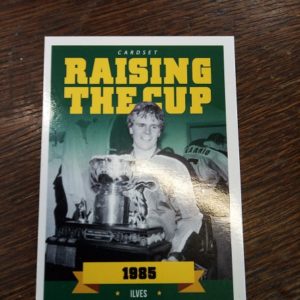 CARDSET
RAISING
THE CUP
1985
ILVES